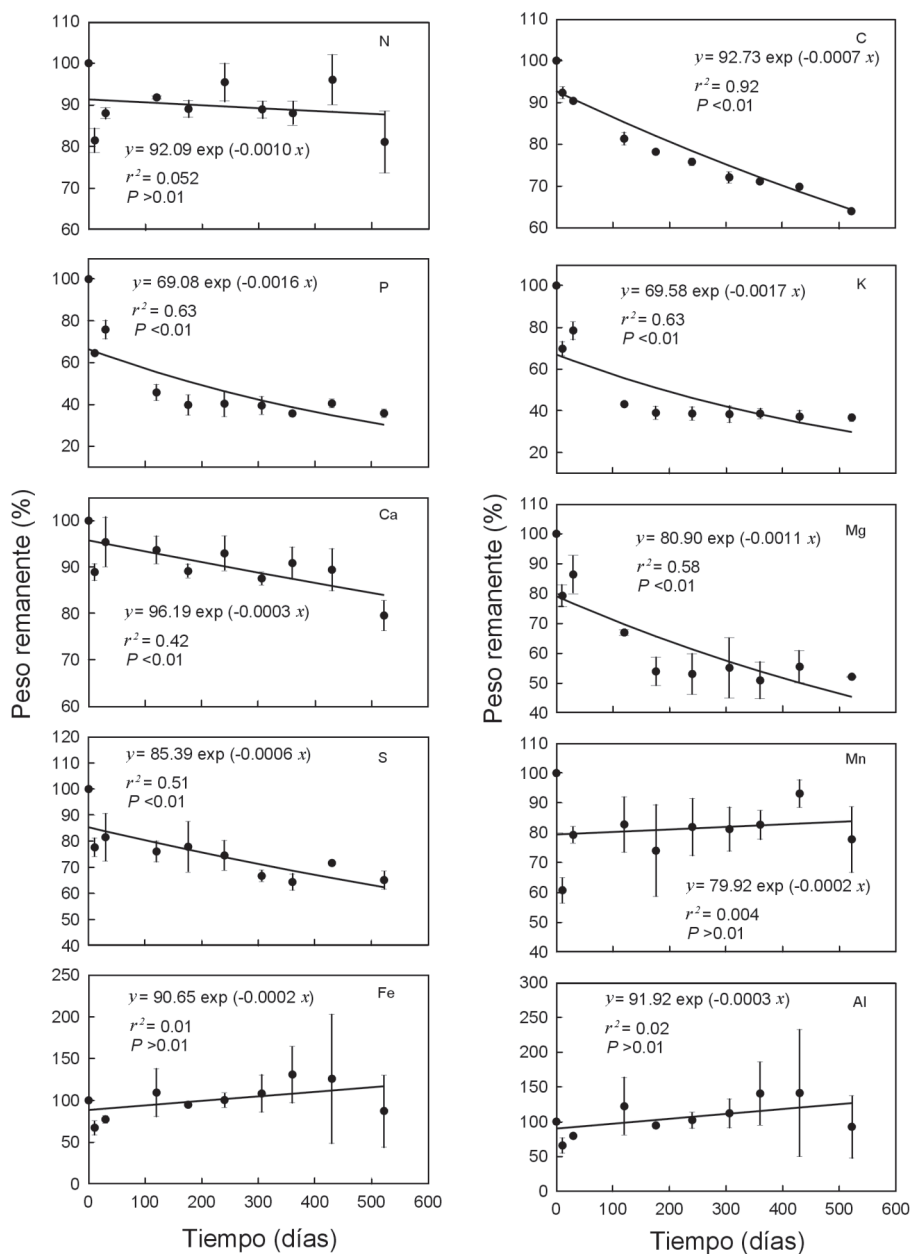 110
100
90
80
70
60
N
y= 92.09 exp (-0.0010 x)
r² = 0.052
P >0.01
110
100
90
80
70
60
C
y= 92.73 exp (-0.0007 x)
r² = 0.92
P <0.01
100
80
60
40
20
P
y= 69.08 exp (-0.0016 x)
r² = 0.63
P <0.01
100
80
60
40
20
K
y= 69.58 exp (-0.0017 x)
r² = 0.63
P <0.01
Peso remanente (%)
100
90
80
70
60
Ca
y= 96.19 exp (-0.0003 x)
r² = 0.42
P <0.01
Peso remanente (%)
110
100
90
80
70
60
50
40
Mg
y= 80.90 exp (-0.0011 x)
r² = 0.58
P <0.01
120
110
100
90
80
70
60
50
40
S
y= 85.39 exp (-0.0006 x)
r² = 0.51
P <0.01
110
100
90
80
70
60
50
40
Mn
y= 79.92 exp (-0.0002 x)
r² = 0.004
P >0.01
250
200
150
100
50
0
Fe
y= 90.65 exp (-0.0002 x)
r² = 0.01
P >0.01
0 100 200 300 400 500 600
Tiempo (días)
300
250
200
150
100
50
0
Al
y= 91.92 exp (-0.0003 x)
r² = 0.02
P >0.01
0 100 200 300 400 500 600
Tiempo (días)